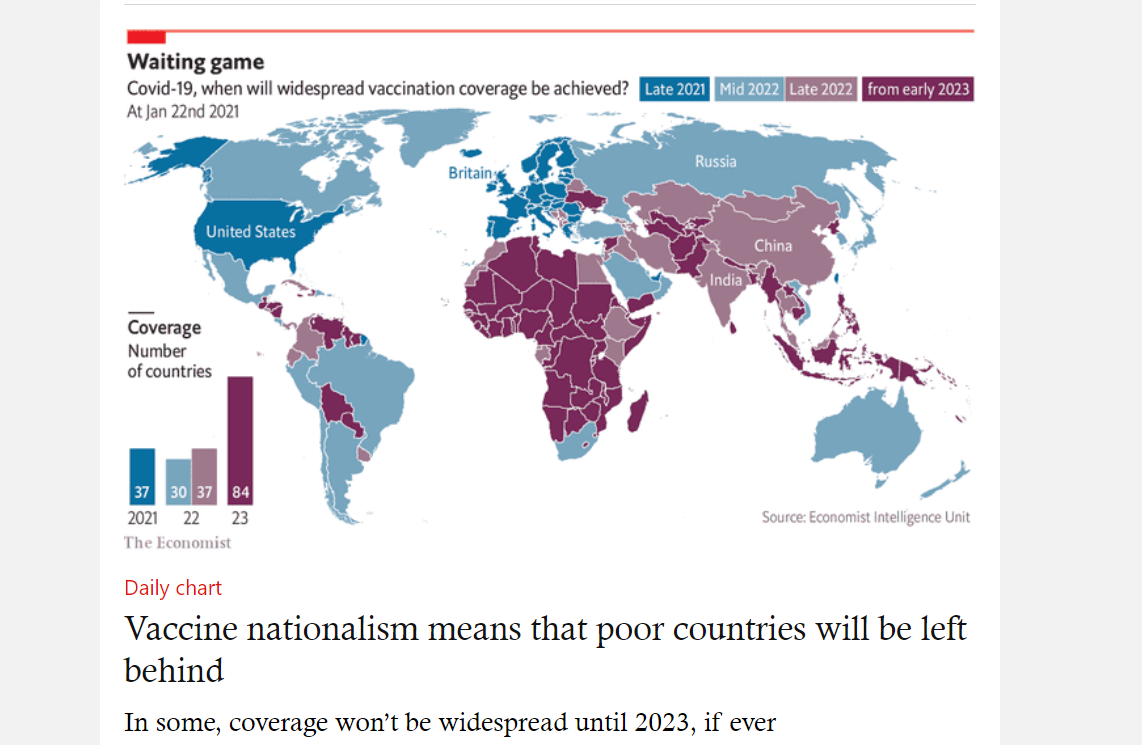 Waiting game
Covid-19, when will widespread vaccination coverage be achieved? Late 2021 Mid 2022 Late 2022 from early 2023
At Jan 22nd 2021
Russia
Britain
United States
China
India
Coverage
Number
of countries
37 30 37 84
2021 22 23
Source: Economist Intelligence Unit
The Economist
Daily chart
Vaccine nationalism means that poor countries will be left
behind
In some, coverage won’t be widespread until 2023, if ever